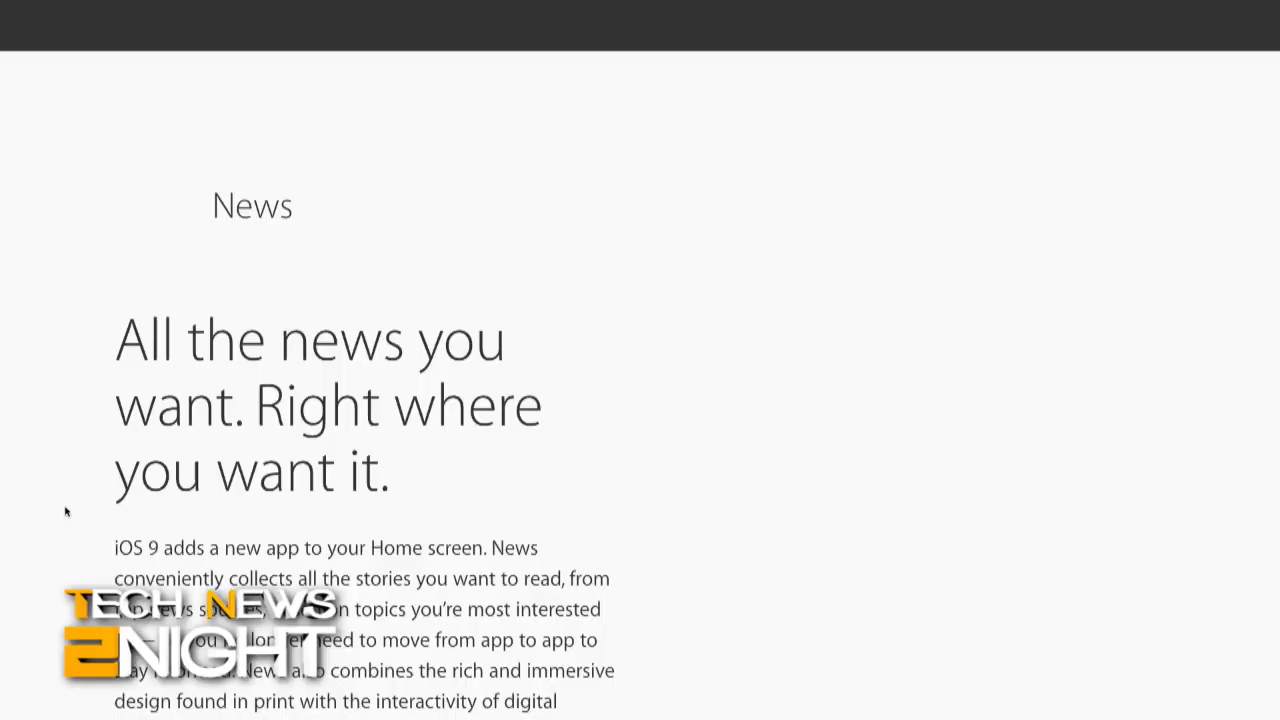 News
All the news you
want. Right where
you want it.
iOS 9 adds a new app to your Home screen. News
conveniently collects all the stories you want to read, from
topics you're most interested
need to move from app to app to
combines the rich and immersive
design found in print with the interactivity of digital
TECH NEWS
2NIGHT